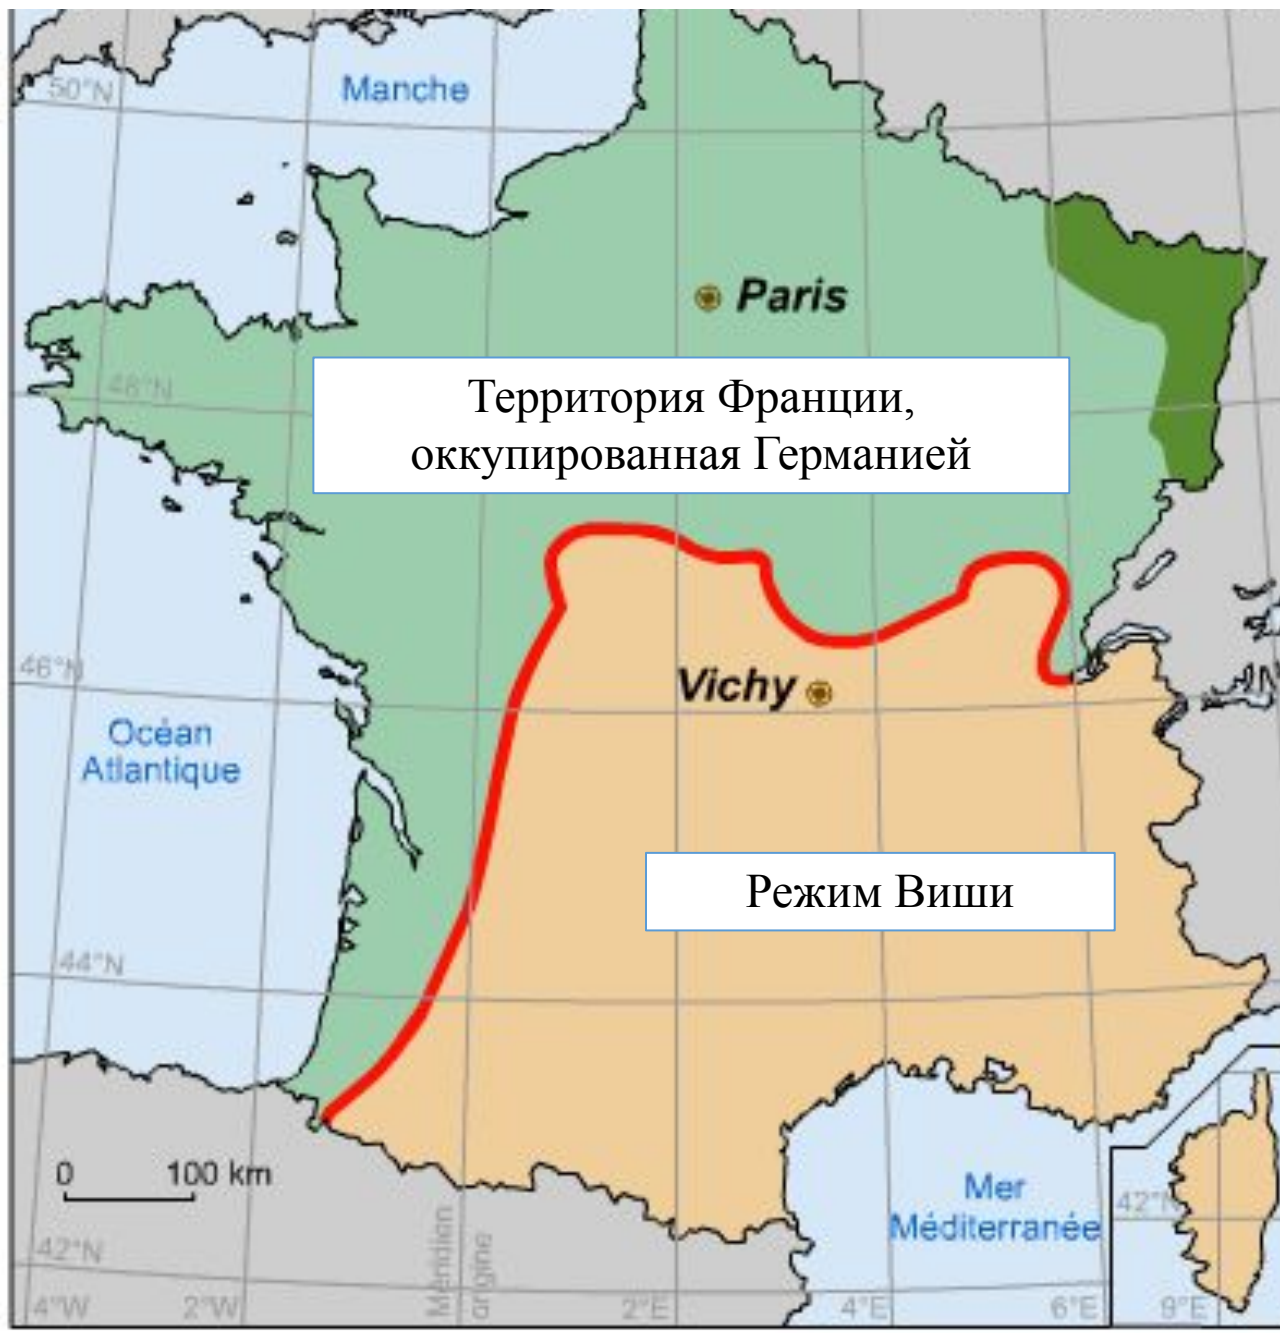 50°N
Manche
Paris
48°N
Территория Франции,
оккупированная Германией
46°N
Vichy
Océan
Atlantique
Режим Виши
44°N
0 100 km
Mer
Méditerranée
42°N
42°N
Méridien
origine
4°W 2°W 2°E 4°E 6°E 9°E